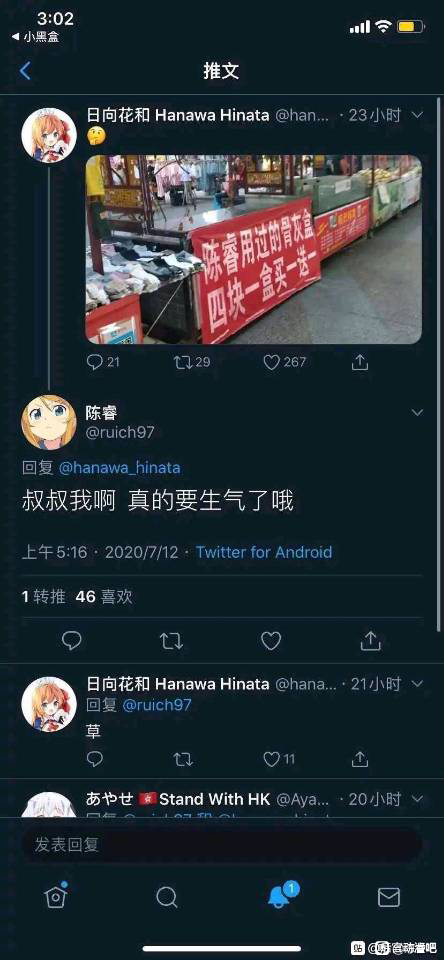 3:02
◀ 小黑盒
推文
日向花和 Hanawa Hinata @han... · 23小时
陈睿用过的骨灰盒
四块一盒买一送一
21 29 267
陈睿
@ruich97
回复 @hanawa_hinata
叔叔我啊 真的要生气了哦
上午5:16 · 2020/7/12 · Twitter for Android
1 转推 46 喜欢
日向花和 Hanawa Hinata @hana... · 21小时
回复 @ruich97
草
11
あやせ 🇭🇰Stand With HK @Aya... · 20小时
发表回复
1